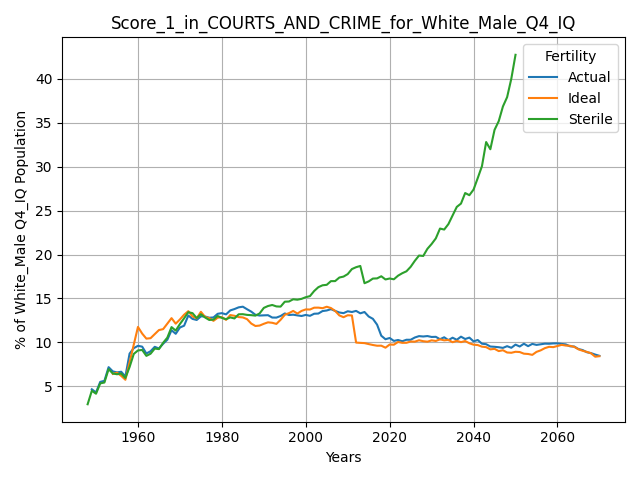 Score_1_in_COURTS_AND_CRIME_for_White_Male_Q4_IQ
% of White_Male Q4_IQ Population
40
35
30
25
20
15
10
5
Fertility
Actual
Ideal
Sterile
1960 1980 2000 2020 2040 2060
Years